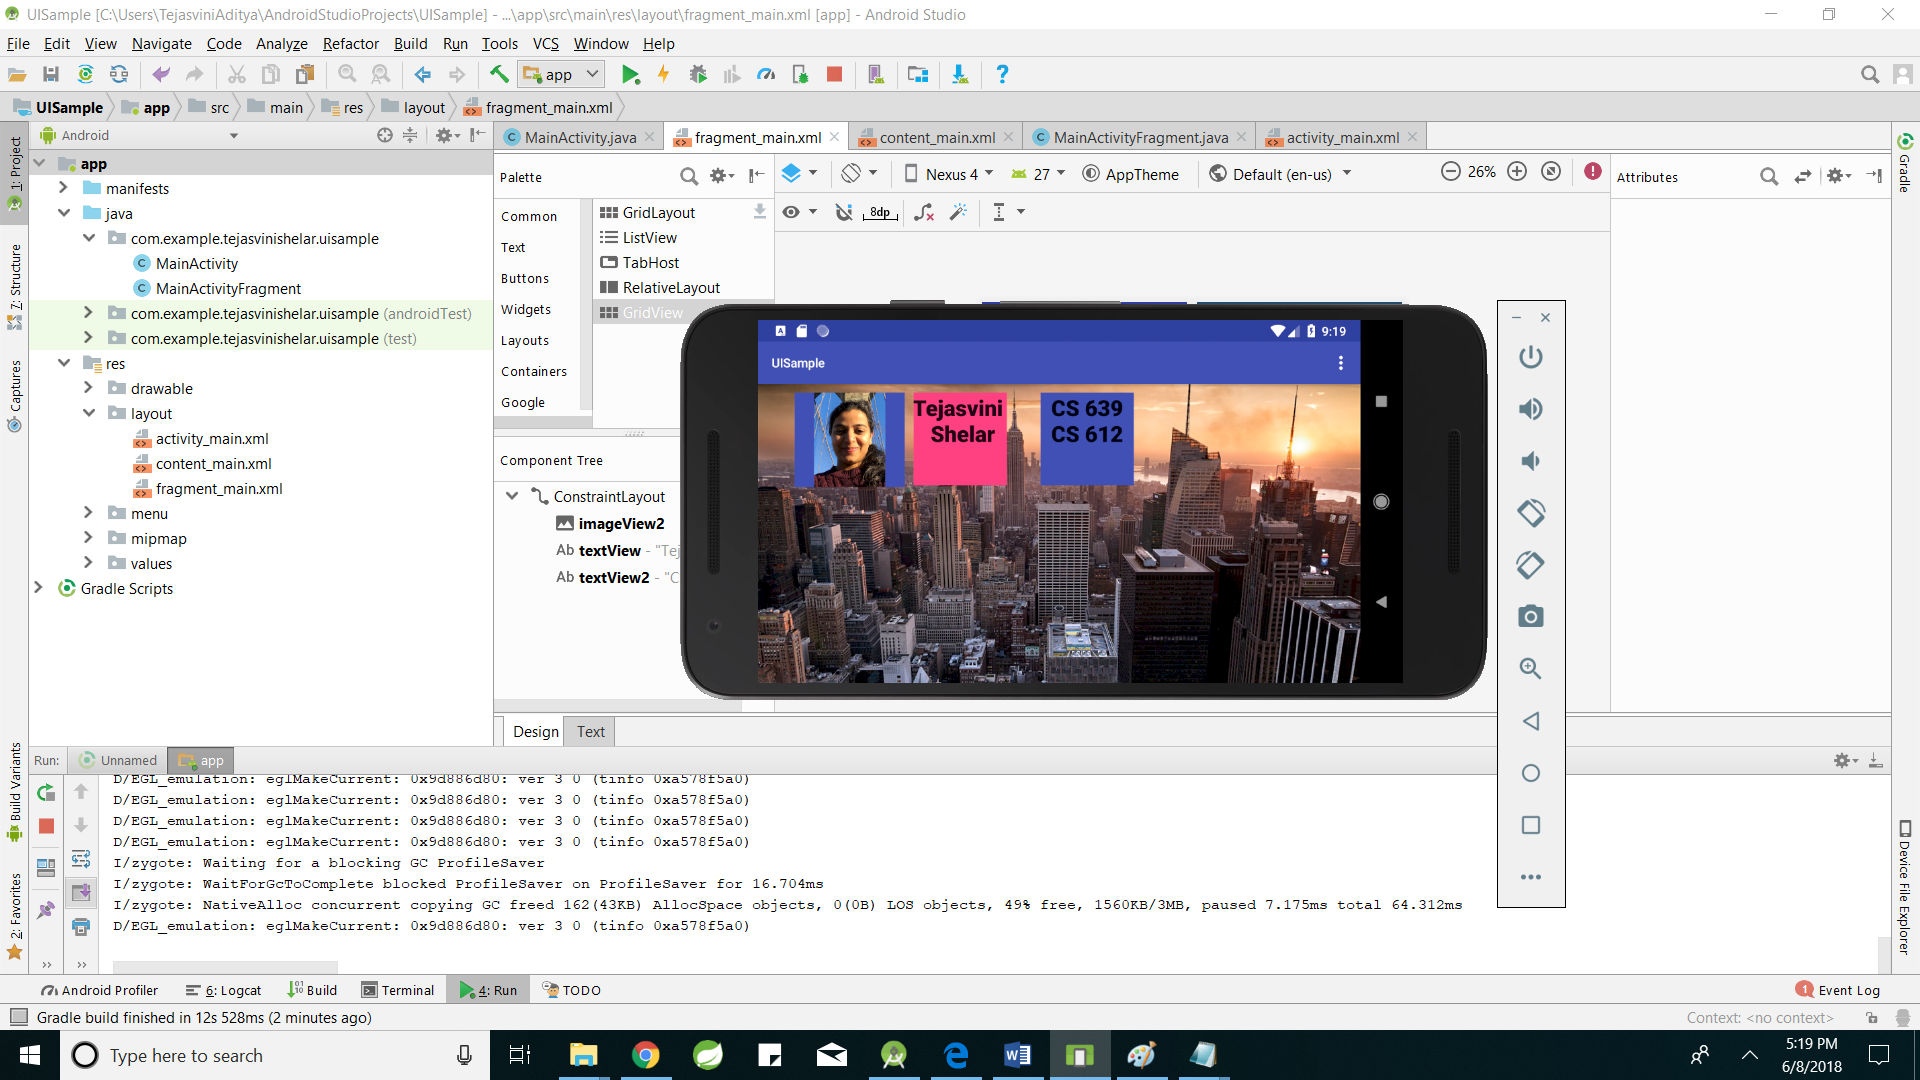 UISample [C:\Users\TejasviniAditya\AndroidStudioProjects\UISample] - ...\app\src\main\res\layout\fragment_main.xml [app] - Android Studio
File Edit View Navigate Code Analyze Refactor Build Run Tools VCS Window Help
app
UISample app src main res layout fragment_main.xml
Android
MainActivity.java fragment_main.xml content_main.xml MainActivityFragment.java activity_main.xml
1: Project
7: Structure
Captures
Build Variants
2: Favorites
app
manifests
java
com.example.tejasvinishelar.uisample
MainActivity
MainActivityFragment
com.example.tejasvinishelar.uisample (androidTest)
com.example.tejasvinishelar.uisample (test)
res
drawable
layout
activity_main.xml
content_main.xml
fragment_main.xml
menu
mipmap
values
Gradle Scripts
Palette
Common
Text
Buttons
Widgets
Layouts
Containers
Google
GridLayout
ListView
TabHost
RelativeLayout
GridView
Nexus 4 27 AppTheme Default (en-us) 26%
8dp
Attributes
Component Tree
ConstraintLayout
imageView2
Ab textView - "Tej
Ab textView2 - "C
9:19
UISample
Tejasvini
Shelar
CS 639
CS 612
Design Text
Gradle
Device File Explorer
Run: Unnamed app
D/EGL_emulation: eglMakeCurrent: 0x9d886d80: ver 3 0 (tinfo 0xa578f5a0)
D/EGL_emulation: eglMakeCurrent: 0x9d886d80: ver 3 0 (tinfo 0xa578f5a0)
D/EGL_emulation: eglMakeCurrent: 0x9d886d80: ver 3 0 (tinfo 0xa578f5a0)
D/EGL_emulation: eglMakeCurrent: 0x9d886d80: ver 3 0 (tinfo 0xa578f5a0)
I/zygote: Waiting for a blocking GC ProfileSaver
I/zygote: WaitForGcToComplete blocked ProfileSaver on ProfileSaver for 16.704ms
I/zygote: NativeAlloc concurrent copying GC freed 162(43KB) AllocSpace objects, 0(0B) LOS objects, 49% free, 1560KB/3MB, paused 7.175ms total 64.312ms
D/EGL_emulation: eglMakeCurrent: 0x9d886d80: ver 3 0 (tinfo 0xa578f5a0)
Android Profiler 6: Logcat Build Terminal 4: Run TODO 1 Event Log
Gradle build finished in 12s 528ms (2 minutes ago) Context: <no context>
Type here to search
5:19 PM
6/8/2018